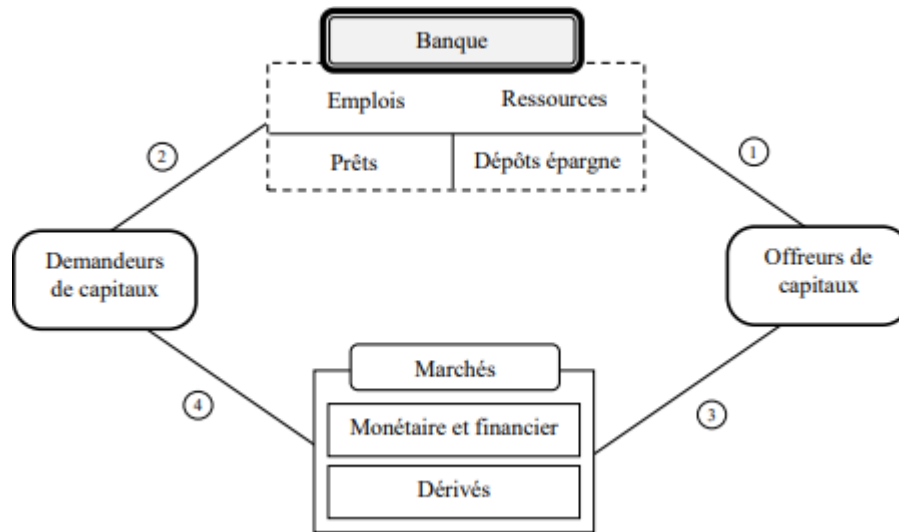 Banque
Emplois Ressources
Prêts Dépôts épargne
2
1
Demandeurs
de capitaux
Offreurs de
capitaux
Marchés
Monétaire et financier
Dérivés
4
3